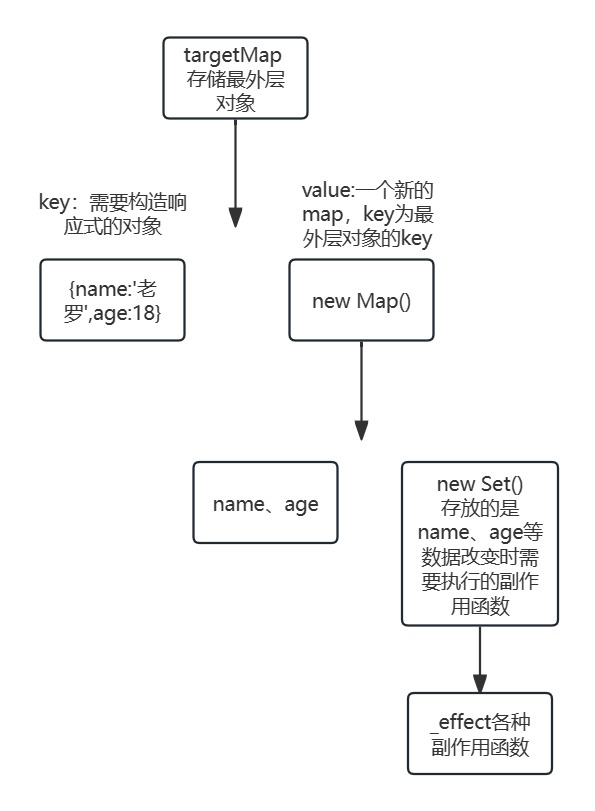 targetMap
存储最外层
对象
key：需要构造响
应式的对象
value:一个新的
map，key为最
外层对象的key
{name:'老
罗',age:18}
new Map()
name、age
new Set()
存放的是
name、age等
数据改变时需
要执行的副作
用函数
_effect各种
副作用函数